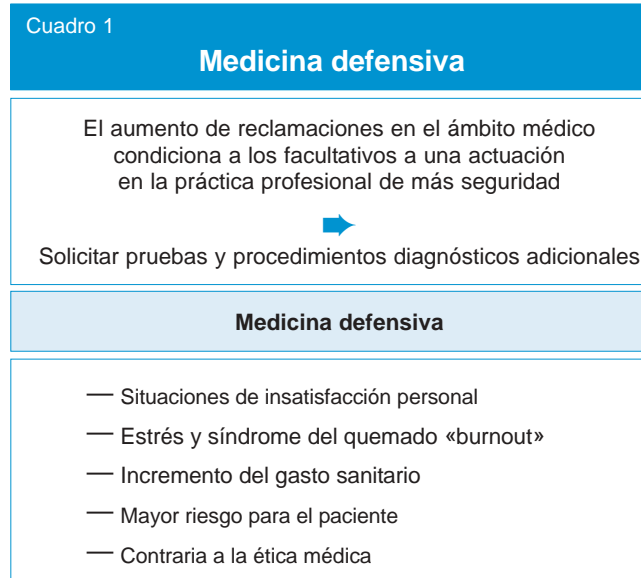 Cuadro 1
Medicina defensiva
El aumento de reclamaciones en el ámbito médico
condiciona a los facultativos a una actuación
en la práctica profesional de más seguridad
Solicitar pruebas y procedimientos diagnósticos adicionales
Medicina defensiva
— Situaciones de insatisfacción personal
— Estrés y síndrome del quemado «burnout»
— Incremento del gasto sanitario
— Mayor riesgo para el paciente
— Contraria a la ética médica